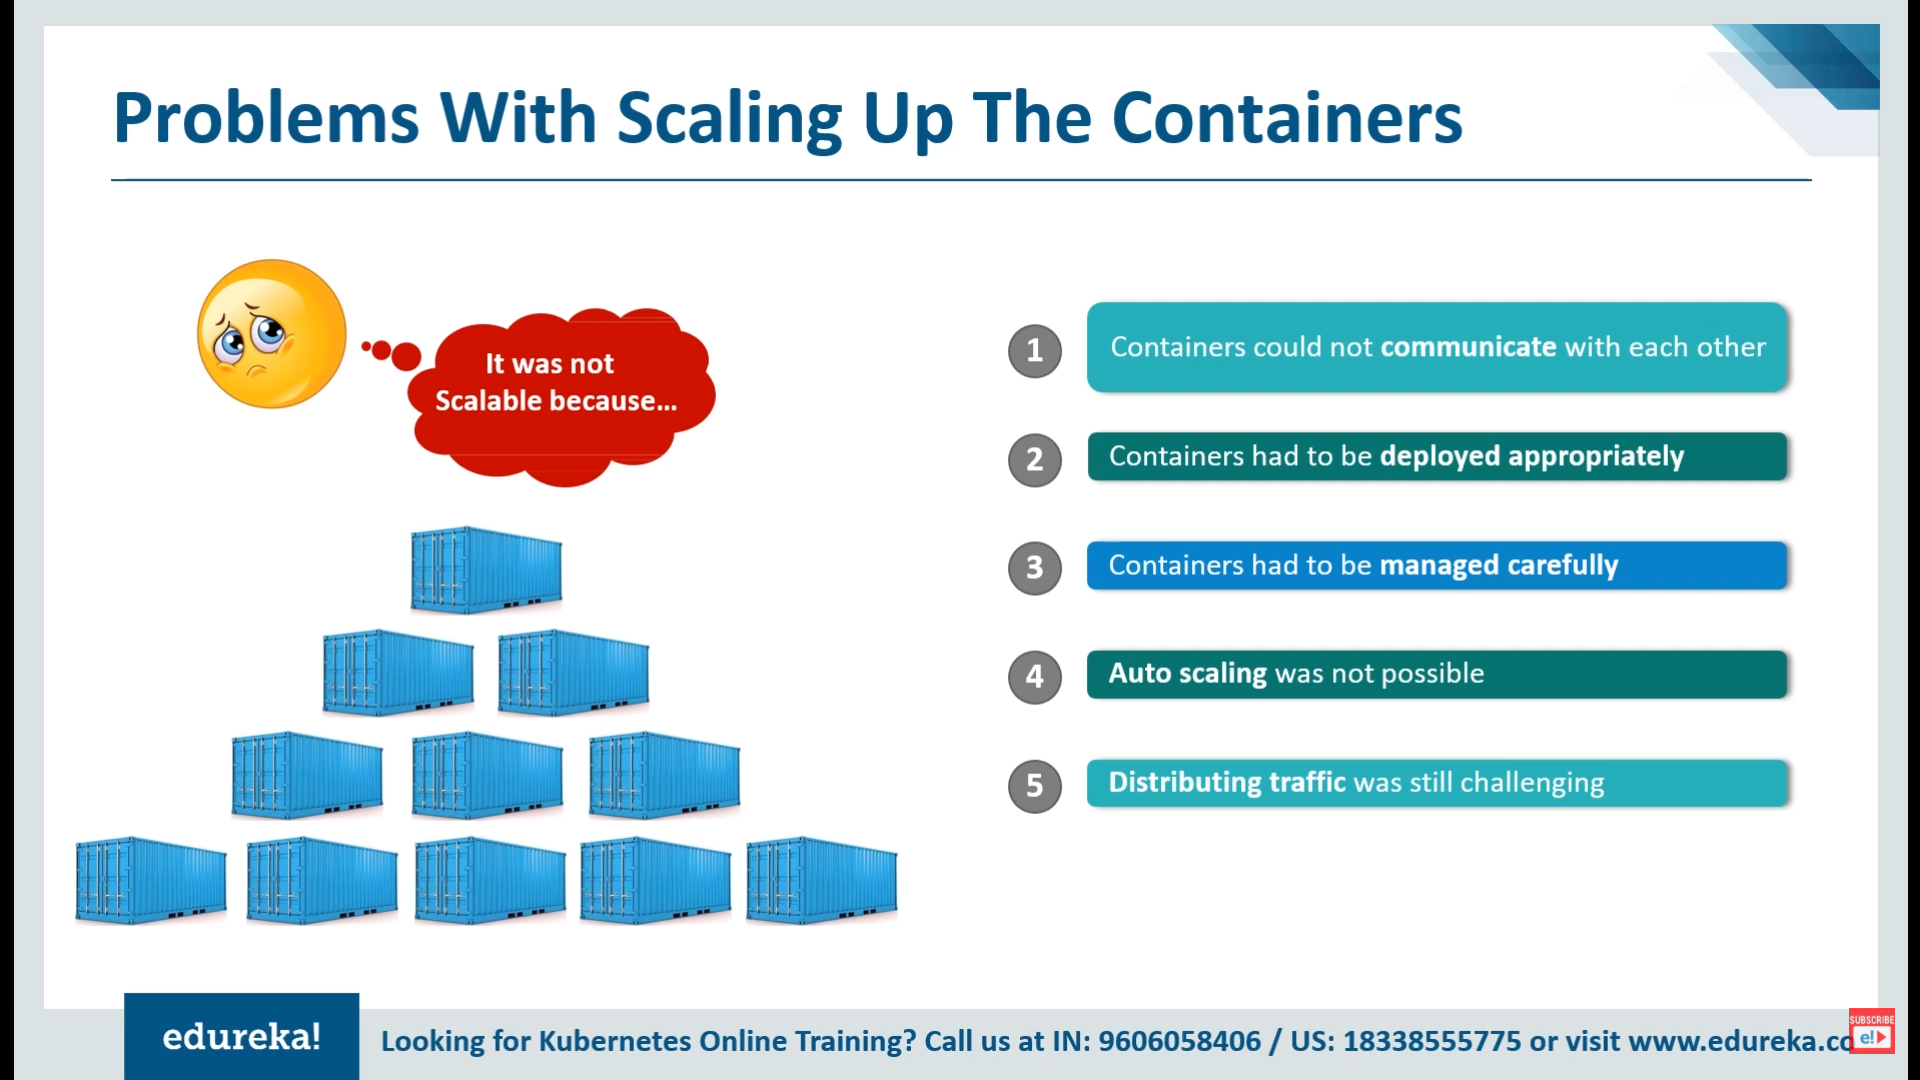 Problems With Scaling Up The Containers
It was not
Scalable because...
1
Containers could not communicate with each other
2
Containers had to be deployed appropriately
3
Containers had to be managed carefully
4
Auto scaling was not possible
5
Distributing traffic was still challenging
edureka!
Looking for Kubernetes Online Training? Call us at IN: 9606058406 / US: 18338555775 or visit www.edureka.co
SUBSCRIBE
e!